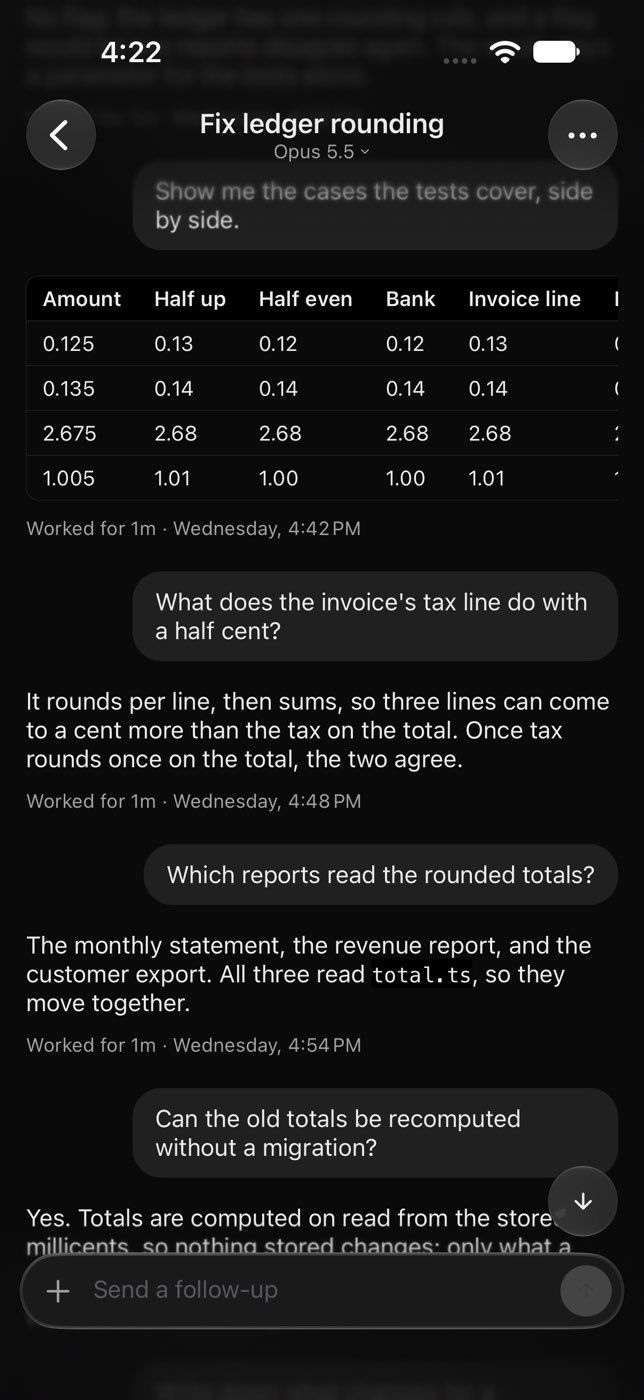 4:22
Fix ledger rounding
Opus 5.5
Show me the cases the tests cover, side
by side.
Amount Half up Half even Bank Invoice line
0.125 0.13 0.12 0.12 0.13
0.135 0.14 0.14 0.14 0.14
2.675 2.68 2.68 2.68 2.68
1.005 1.01 1.00 1.00 1.01
Worked for 1m · Wednesday, 4:42 PM
What does the invoice's tax line do with
a half cent?
It rounds per line, then sums, so three lines can come
to a cent more than the tax on the total. Once tax
rounds once on the total, the two agree.
Worked for 1m · Wednesday, 4:48 PM
Which reports read the rounded totals?
The monthly statement, the revenue report, and the
customer export. All three read total.ts, so they
move together.
Worked for 1m · Wednesday, 4:54 PM
Can the old totals be recomputed
without a migration?
Yes. Totals are computed on read from the
millicents, so nothing stored changes; only what a
Send a follow-up